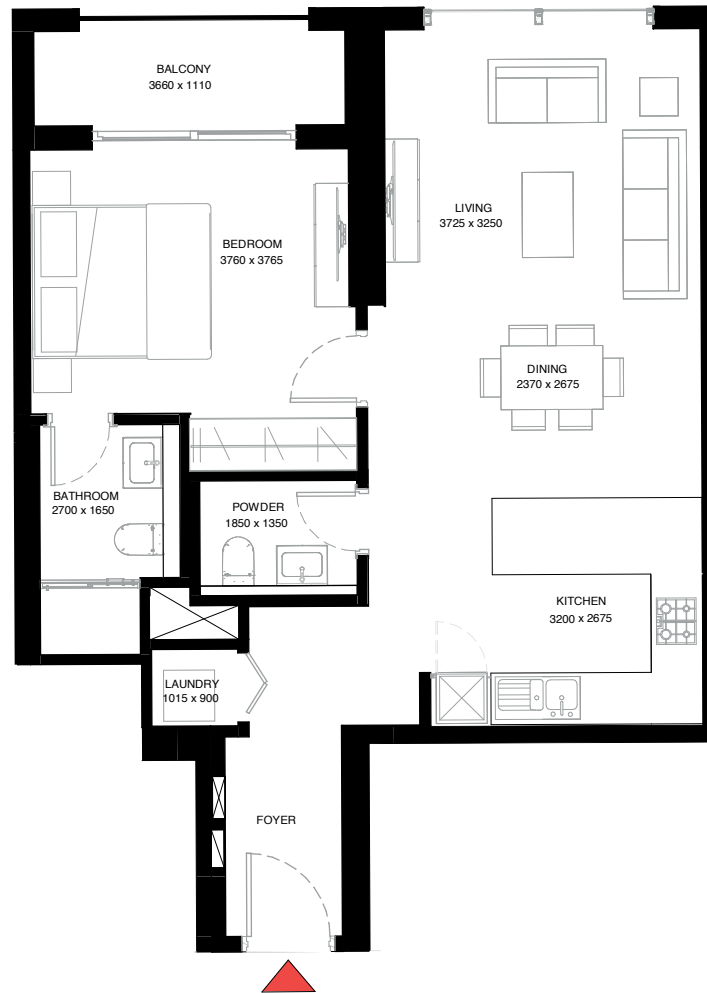 BALCONY
3660 x 1110
LIVING
3725 x 3250
BEDROOM
3760 x 3765
DINING
2370 x 2675
BATHROOM
2700 x 1650
POWDER
1850 x 1350
KITCHEN
3200 x 2675
LAUNDRY
1015 x 900
FOYER